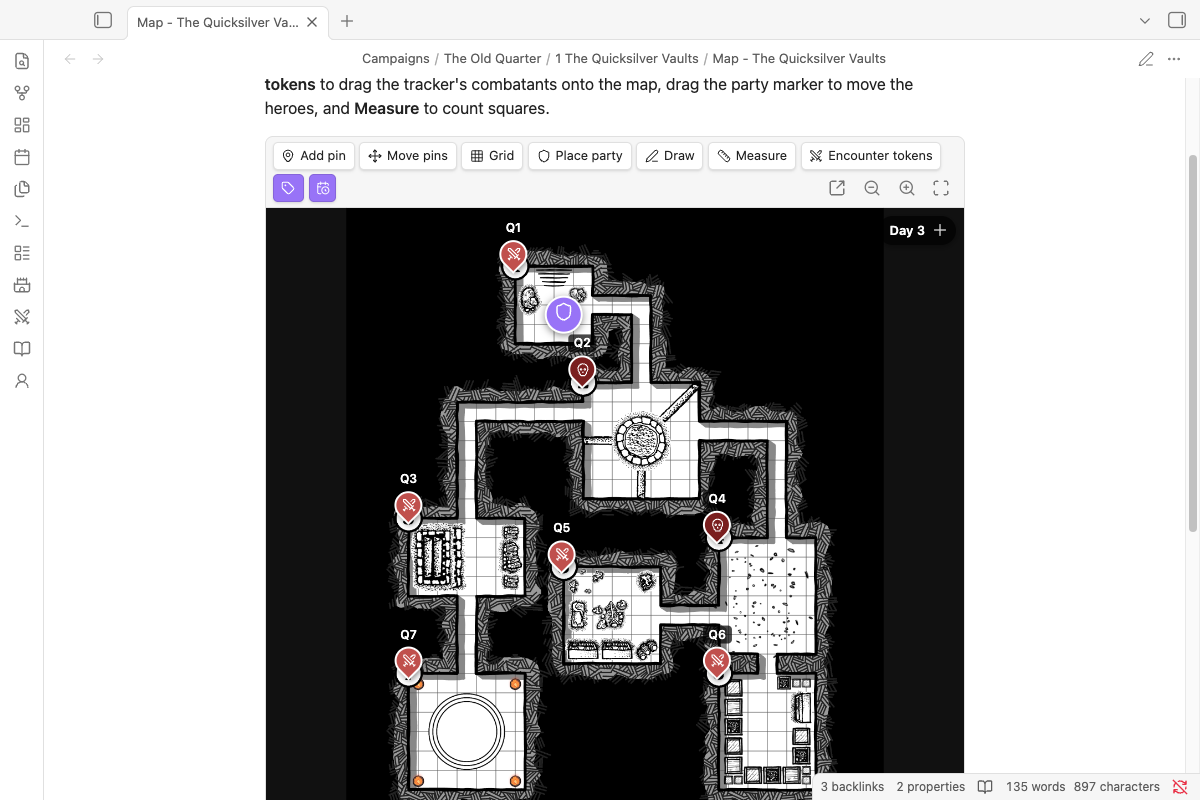 Map - The Quicksilver Va...
Campaigns / The Old Quarter / 1 The Quicksilver Vaults / Map - The Quicksilver Vaults
tokens to drag the tracker's combatants onto the map, drag the party marker to move the
heroes, and Measure to count squares.
Add pin Move pins Grid Place party Draw Measure Encounter tokens
Day 3
Q1
Q2
Q3
Q4
Q5
Q6
Q7
3 backlinks 2 properties 135 words 897 characters